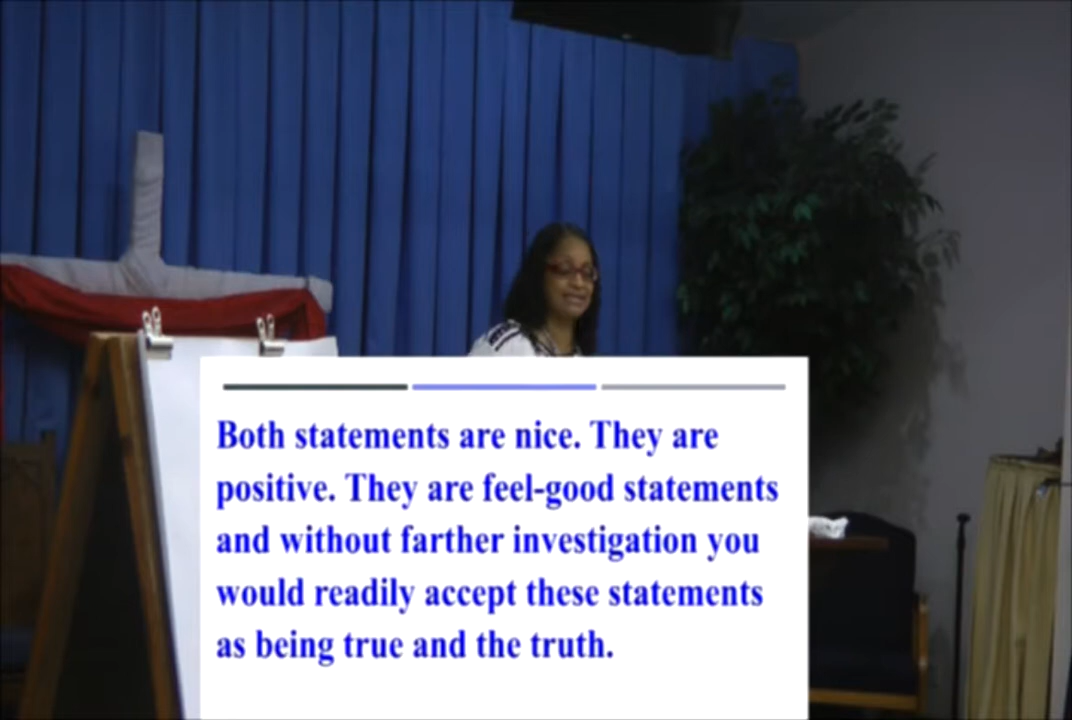 Both statements are nice. They are
positive. They are feel-good statements
and without farther investigation you
would readily accept these statements
as being true and the truth.